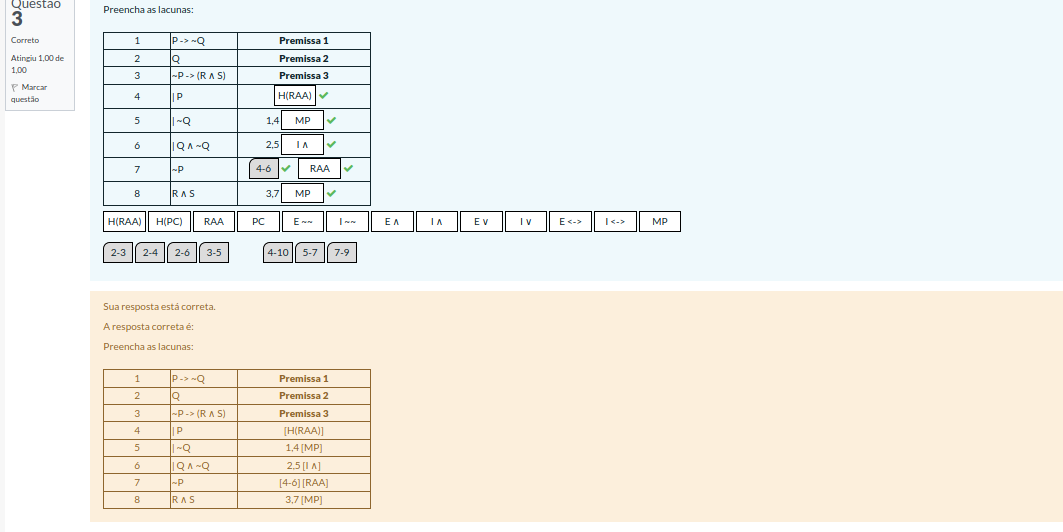 Questão
3
Correto
Atingiu 1,00 de
1,00
Marcar
questão
Preencha as lacunas:
1 P -> ~Q Premissa 1
2 Q Premissa 2
3 ~P -> (R ∧ S) Premissa 3
4 | P H(RAA)
5 | ~Q 1,4 MP
6 | Q ∧ ~Q 2,5 I ∧
7 ~P 4-6 RAA
8 R ∧ S 3,7 MP
H(RAA) H(PC) RAA PC E ~~ I ~~ E ∧ I ∧ E ∨ I ∨ E <-> I <-> MP
2-3 2-4 2-6 3-5 4-10 5-7 7-9
Sua resposta está correta.
A resposta correta é:
Preencha as lacunas:
1 P -> ~Q Premissa 1
2 Q Premissa 2
3 ~P -> (R ∧ S) Premissa 3
4 | P [H(RAA)]
5 | ~Q 1,4 [MP]
6 | Q ∧ ~Q 2,5 [I ∧]
7 ~P [4-6] [RAA]
8 R ∧ S 3,7 [MP]